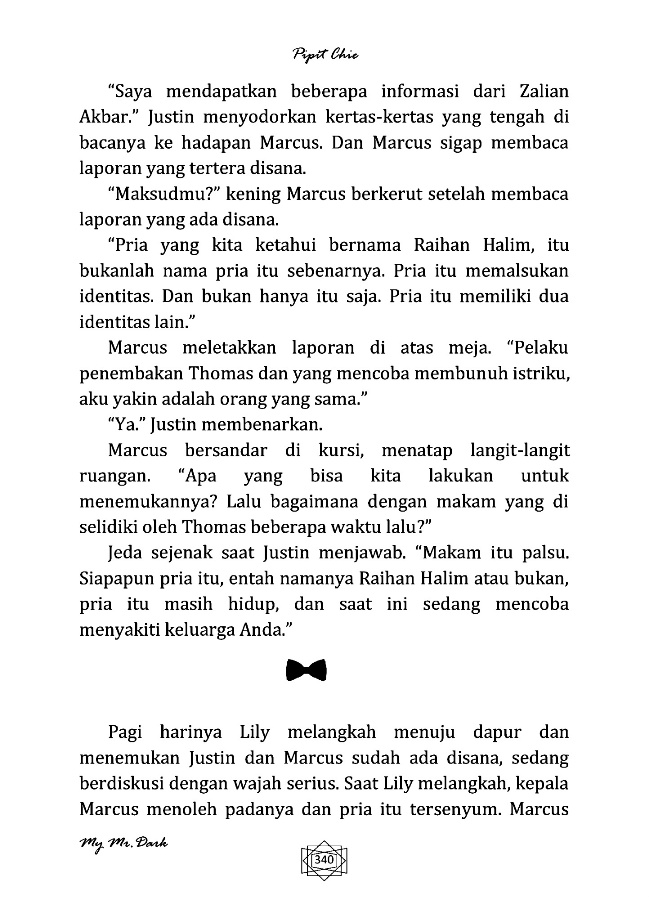 Pipit Chie
“Saya mendapatkan beberapa informasi dari Zalian
Akbar.” Justin menyodorkan kertas-kertas yang tengah di
bacanya ke hadapan Marcus. Dan Marcus sigap membaca
laporan yang tertera disana.
“Maksudmu?” kening Marcus berkerut setelah membaca
laporan yang ada disana.
“Pria yang kita ketahui bernama Raihan Halim, itu
bukanlah nama pria itu sebenarnya. Pria itu memalsukan
identitas. Dan bukan hanya itu saja. Pria itu memiliki dua
identitas lain.”
Marcus meletakkan laporan di atas meja. “Pelaku
penembakan Thomas dan yang mencoba membunuh istriku,
aku yakin adalah orang yang sama.”
“Ya.” Justin membenarkan.
Marcus bersandar di kursi, menatap langit-langit
ruangan. “Apa yang bisa kita lakukan untuk
menemukannya? Lalu bagaimana dengan makam yang di
selidiki oleh Thomas beberapa waktu lalu?”
Jeda sejenak saat Justin menjawab. “Makam itu palsu.
Siapapun pria itu, entah namanya Raihan Halim atau bukan,
pria itu masih hidup, dan saat ini sedang mencoba
menyakiti keluarga Anda.”
Pagi harinya Lily melangkah menuju dapur dan
menemukan Justin dan Marcus sudah ada disana, sedang
berdiskusi dengan wajah serius. Saat Lily melangkah, kepala
Marcus menoleh padanya dan pria itu tersenyum. Marcus
My Mr. Dark
340